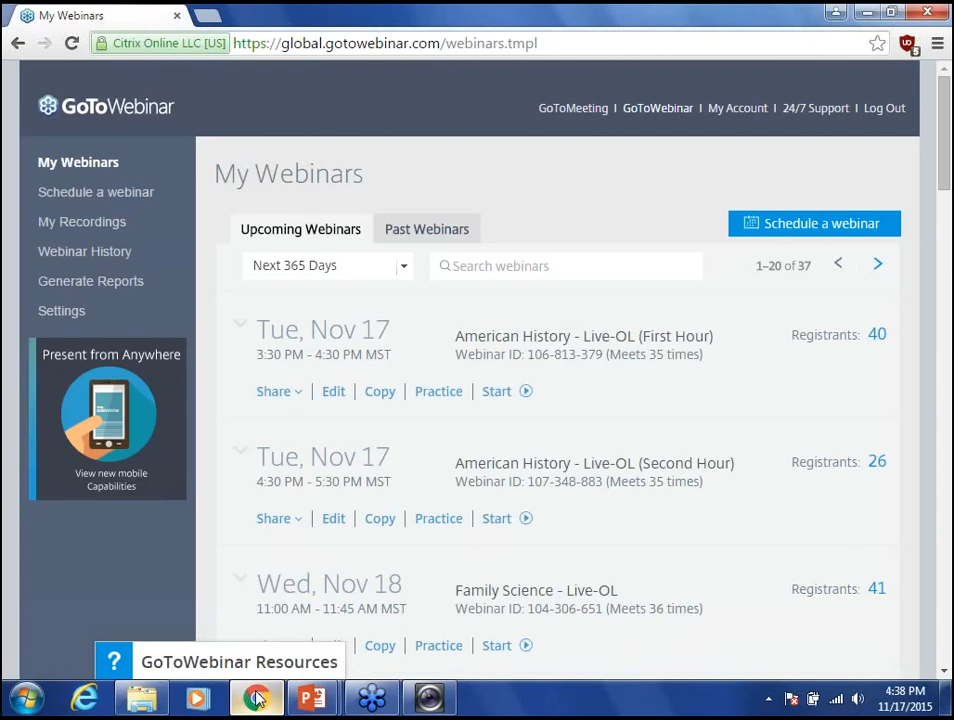 My Webinars
Citrix Online LLC [US] https://global.gotowebinar.com/webinars.tmpl
UD
5
GoToWebinar
GoToMeeting | GoToWebinar | My Account | 24/7 Support | Log Out
My Webinars
Schedule a webinar
My Recordings
Webinar History
Generate Reports
Settings
Present from Anywhere
View new mobile
Capabilities
My Webinars
Upcoming Webinars
Past Webinars
Schedule a webinar
Next 365 Days
Search webinars
1–20 of 37
Tue, Nov 17
3:30 PM - 4:30 PM MST
American History - Live-OL (First Hour)
Webinar ID: 106-813-379 (Meets 35 times)
Registrants: 40
Share | Edit | Copy | Practice | Start
Tue, Nov 17
4:30 PM - 5:30 PM MST
American History - Live-OL (Second Hour)
Webinar ID: 107-348-883 (Meets 35 times)
Registrants: 26
Share | Edit | Copy | Practice | Start
Wed, Nov 18
11:00 AM - 11:45 AM MST
Family Science - Live-OL
Webinar ID: 104-306-651 (Meets 36 times)
Registrants: 41
Copy | Practice | Start
? GoToWebinar Resources
4:38 PM
11/17/2015